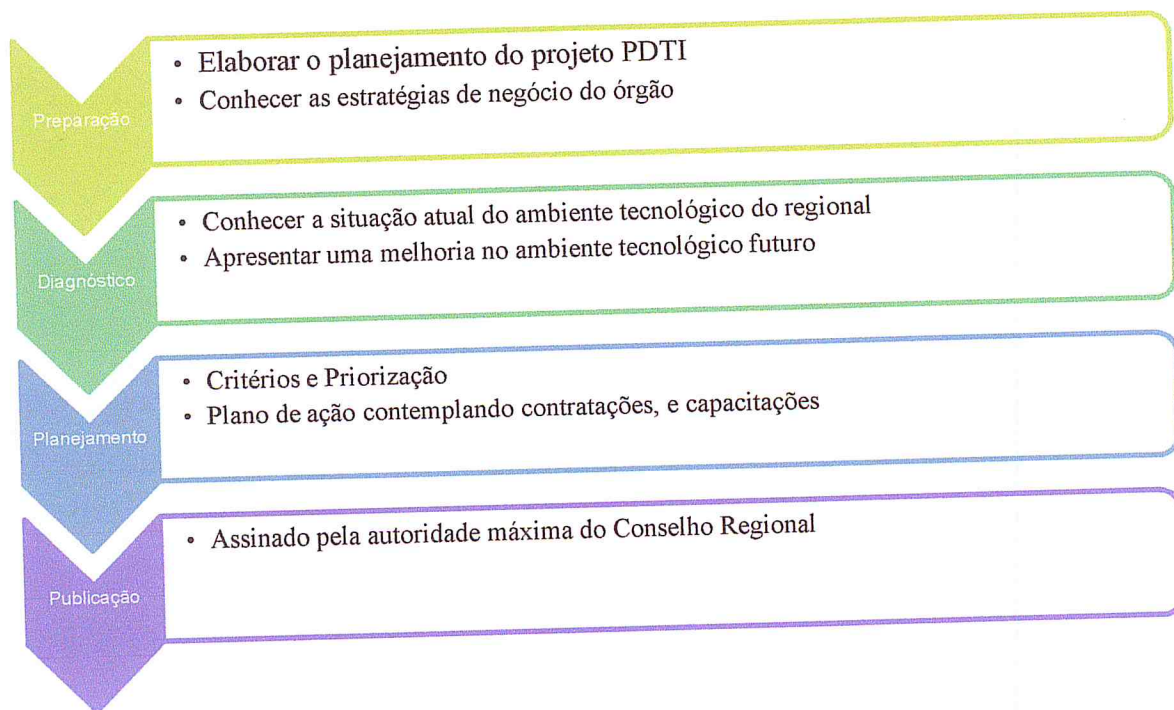 Preparação
• Elaborar o planejamento do projeto PDTI
• Conhecer as estratégias de negócio do órgão
Diagnóstico
• Conhecer a situação atual do ambiente tecnológico do regional
• Apresentar uma melhoria no ambiente tecnológico futuro
Planejamento
• Critérios e Priorização
• Plano de ação contemplando contratações, e capacitações
Publicação
• Assinado pela autoridade máxima do Conselho Regional